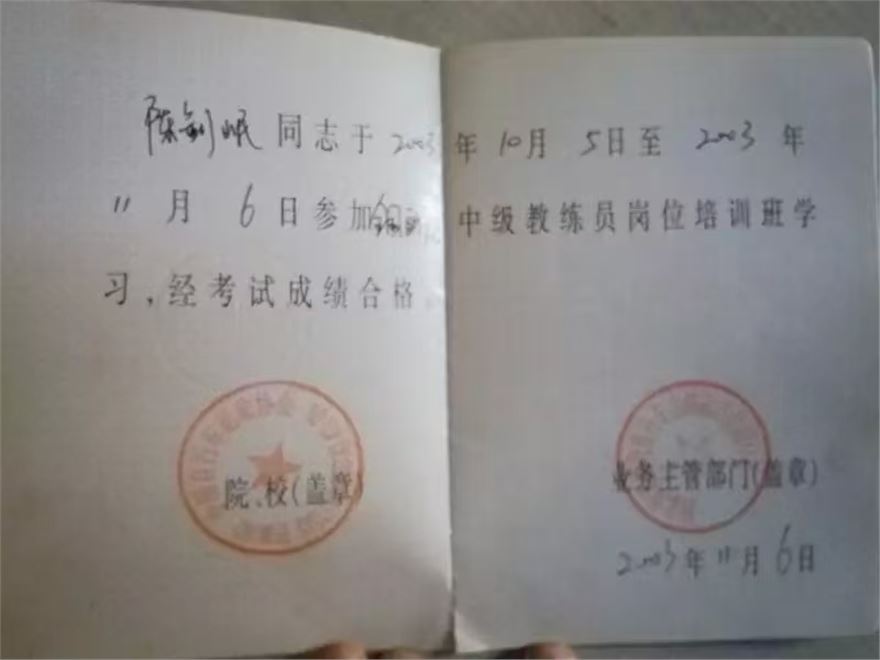 陈剑岷同志于2003年10月5日至2003年
11月6日参加 中级教练员岗位培训班学
习,经考试成绩合格
院、校(盖章)
业务主管部门(盖章)
2003年11月6日